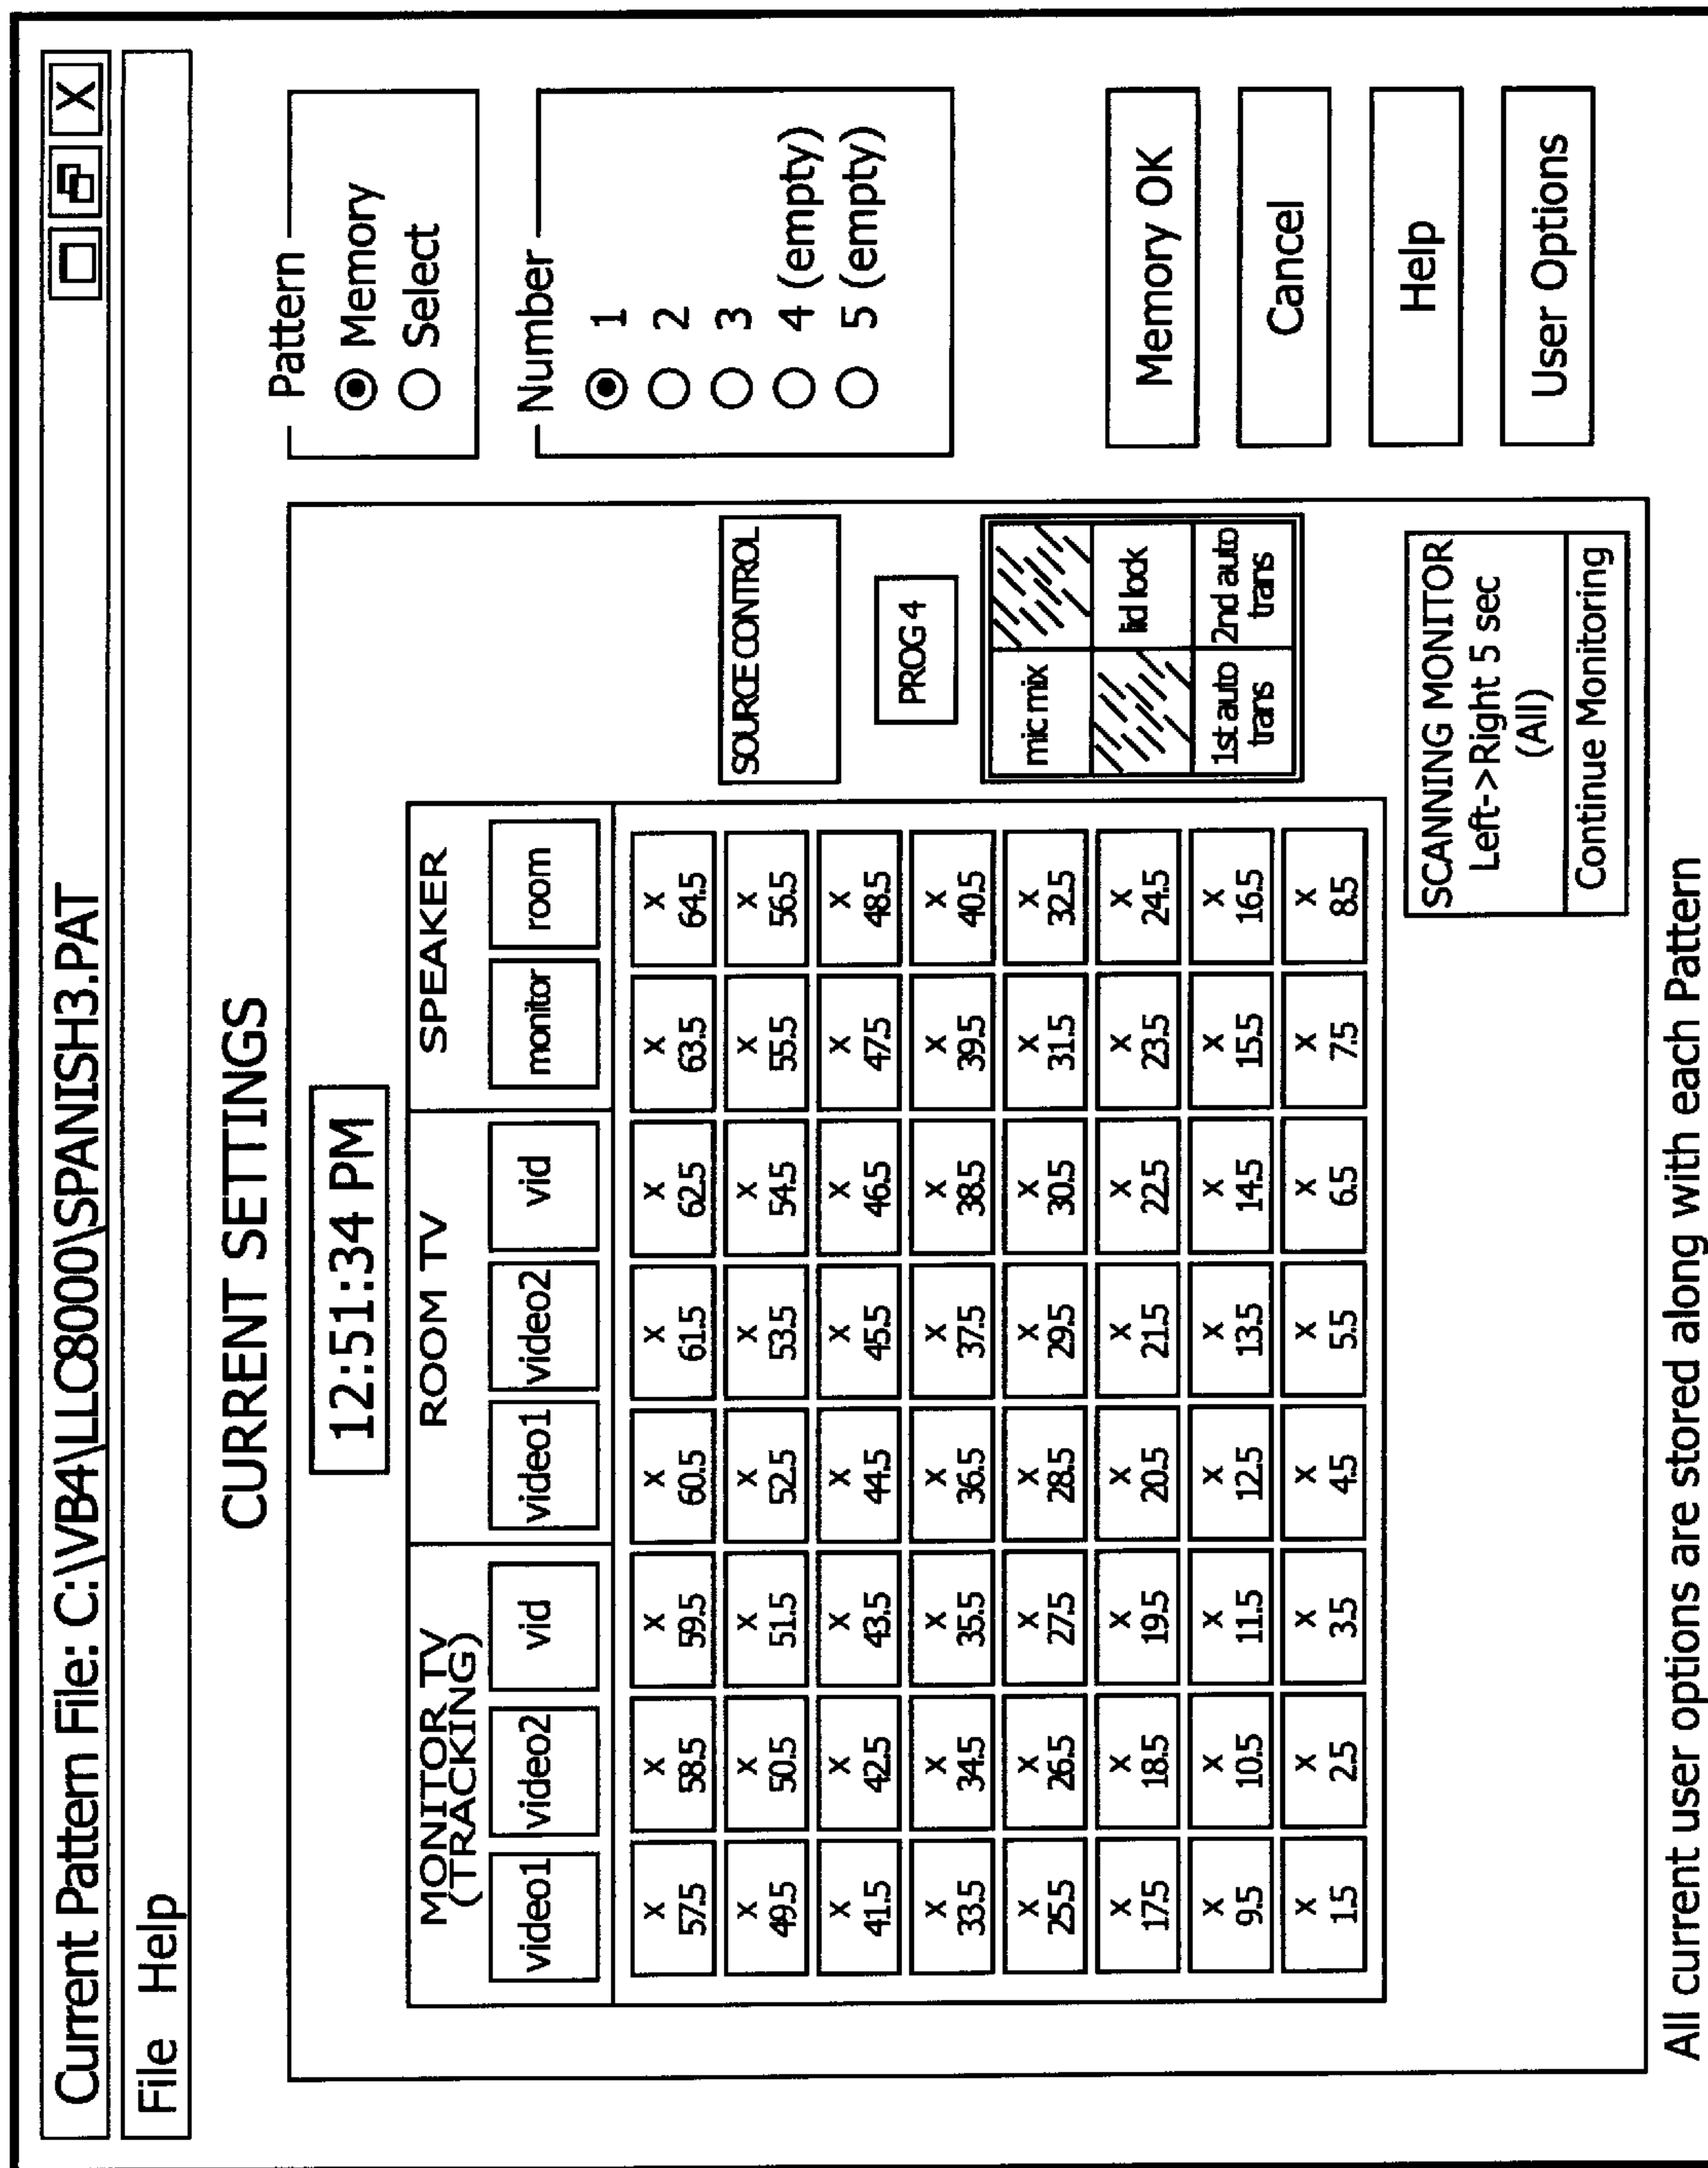 Current Pattern File: C:\VB4\LLC8000\SPANISH3.PAT
X
File Help
CURRENT SETTINGS
12:51:34 PM
MONITOR TV
(TRACKING)
ROOM TV
SPEAKER
video1 video2 vid video1 video2 vid monitor room
X X X X X X X X
57.5 58.5 59.5 60.5 61.5 62.5 63.5 64.5
X X X X X X X X
49.5 50.5 51.5 52.5 53.5 54.5 55.5 56.5
X X X X X X X X
41.5 42.5 43.5 44.5 45.5 46.5 47.5 48.5
X X X X X X X X
33.5 34.5 35.5 36.5 37.5 38.5 39.5 40.5
X X X X X X X X
25.5 26.5 27.5 28.5 29.5 30.5 31.5 32.5
X X X X X X X X
17.5 18.5 19.5 20.5 21.5 22.5 23.5 24.5
X X X X X X X X
9.5 10.5 11.5 12.5 13.5 14.5 15.5 16.5
X X X X X X X X
1.5 2.5 3.5 4.5 5.5 6.5 7.5 8.5
SOURCE CONTROL
PROG 4
mic mix
lid lock
1st auto
trans
2nd auto
trans
SCANNING MONITOR
Left->Right 5 sec
(All)
Continue Monitoring
Pattern
Memory
Select
Number
1
2
3
4 (empty)
5 (empty)
Memory OK
Cancel
Help
User Options
All current user options are stored along with each Pattern